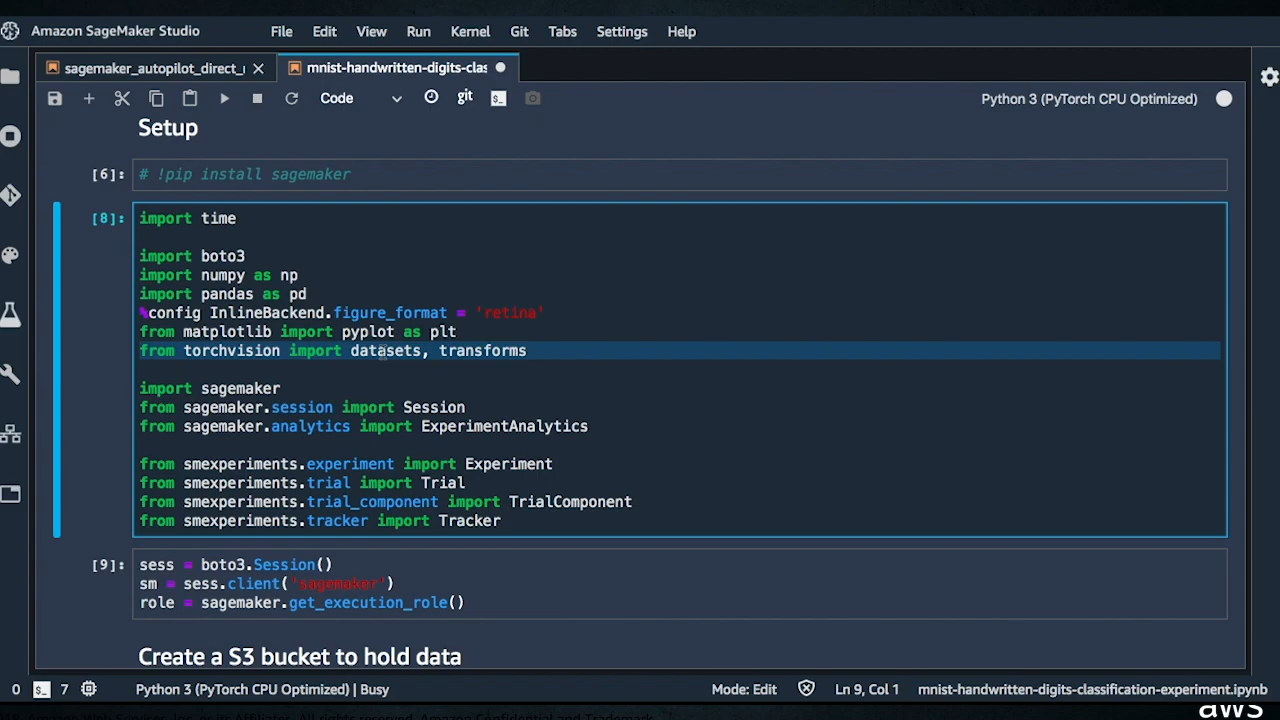 Amazon SageMaker Studio File Edit View Run Kernel Git Tabs Settings Help
sagemaker_autopilot_direct_ mnist-handwritten-digits-clas
Code git Python 3 (PyTorch CPU Optimized)
Setup
[6]: # !pip install sagemaker
[8]: import time
import boto3
import numpy as np
import pandas as pd
%config InlineBackend.figure_format = 'retina'
from matplotlib import pyplot as plt
from torchvision import datasets, transforms
import sagemaker
from sagemaker.session import Session
from sagemaker.analytics import ExperimentAnalytics
from smexperiments.experiment import Experiment
from smexperiments.trial import Trial
from smexperiments.trial_component import TrialComponent
from smexperiments.tracker import Tracker
[9]: sess = boto3.Session()
sm = sess.client('sagemaker')
role = sagemaker.get_execution_role()
Create a S3 bucket to hold data
0 $_ 7 Python 3 (PyTorch CPU Optimized) | Busy Mode: Edit Ln 9, Col 1 mnist-handwritten-digits-classification-experiment.ipynb
aws